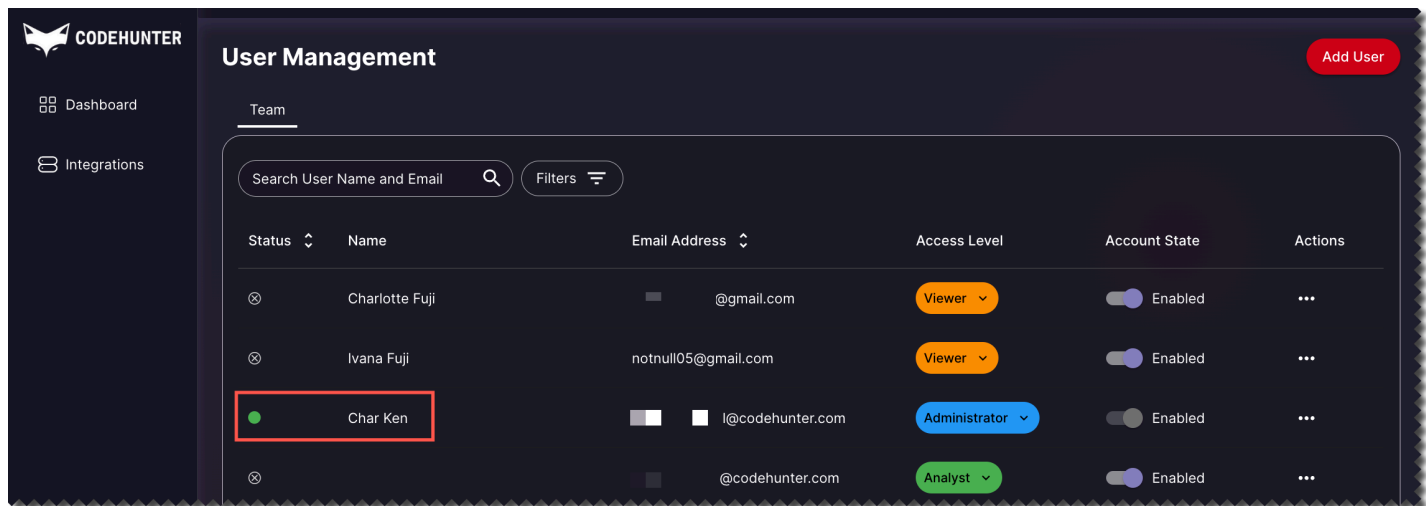 CODEHUNTER
Dashboard
Integrations
User Management
Add User
Team
Search User Name and Email
Filters
Status Name Email Address Access Level Account State Actions
Charlotte Fuji @gmail.com Viewer Enabled
Ivana Fuji notnull05@gmail.com Viewer Enabled
Char Ken l@codehunter.com Administrator Enabled
@codehunter.com Analyst Enabled